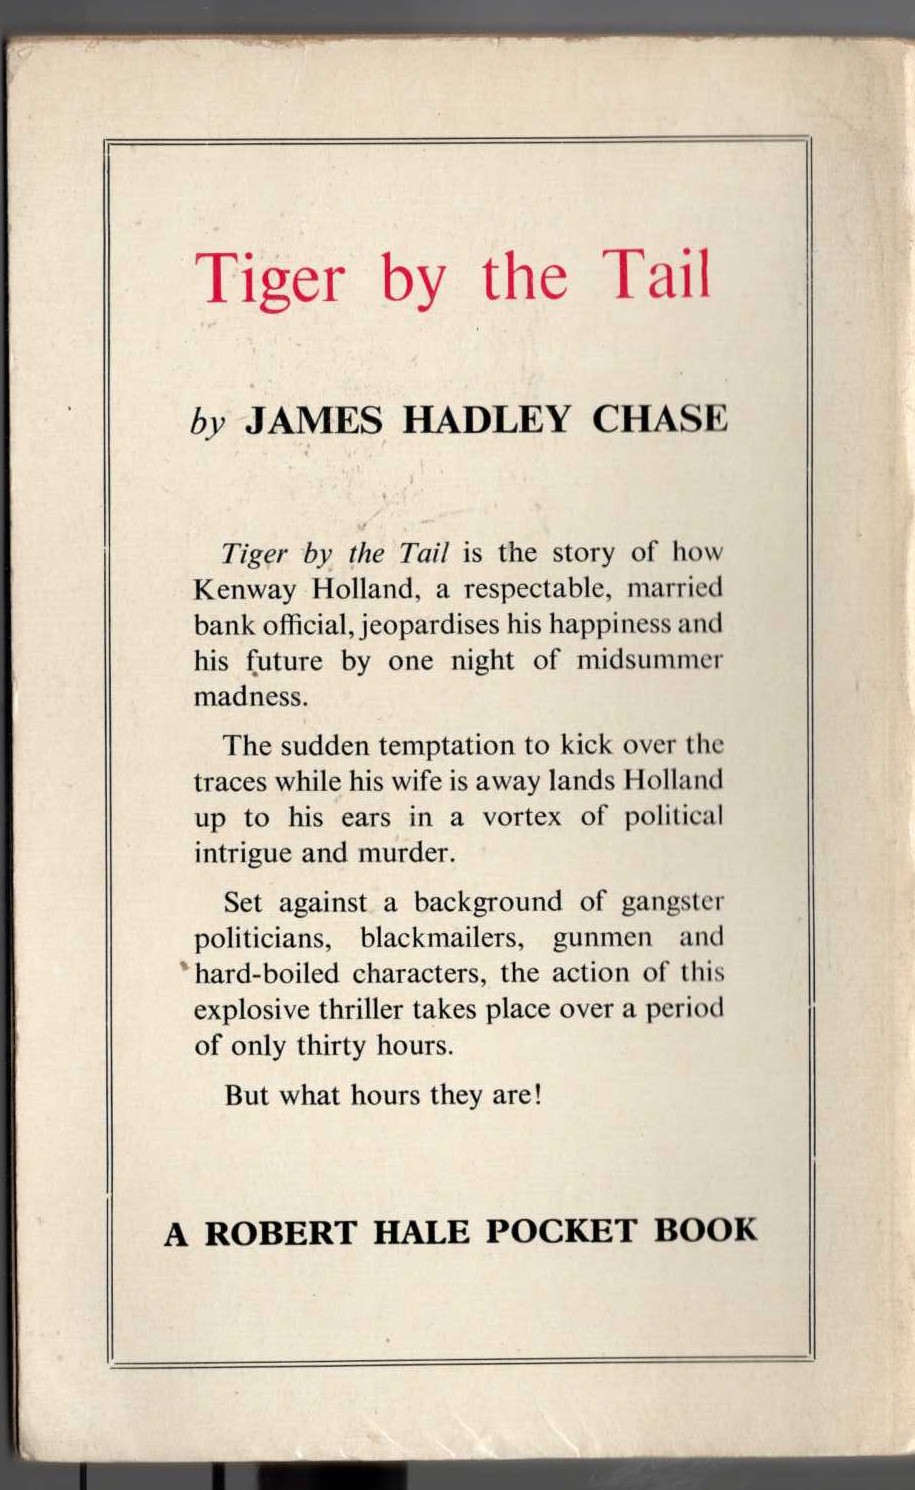 Tiger by the Tail
by JAMES HADLEY CHASE
Tiger by the Tail is the story of how
Kenway Holland, a respectable, married
bank official, jeopardises his happiness and
his future by one night of midsummer
madness.
The sudden temptation to kick over the
traces while his wife is away lands Holland
up to his ears in a vortex of political
intrigue and murder.
Set against a background of gangster
politicians, blackmailers, gunmen and
hard-boiled characters, the action of this
explosive thriller takes place over a period
of only thirty hours.
But what hours they are!
A ROBERT HALE POCKET BOOK